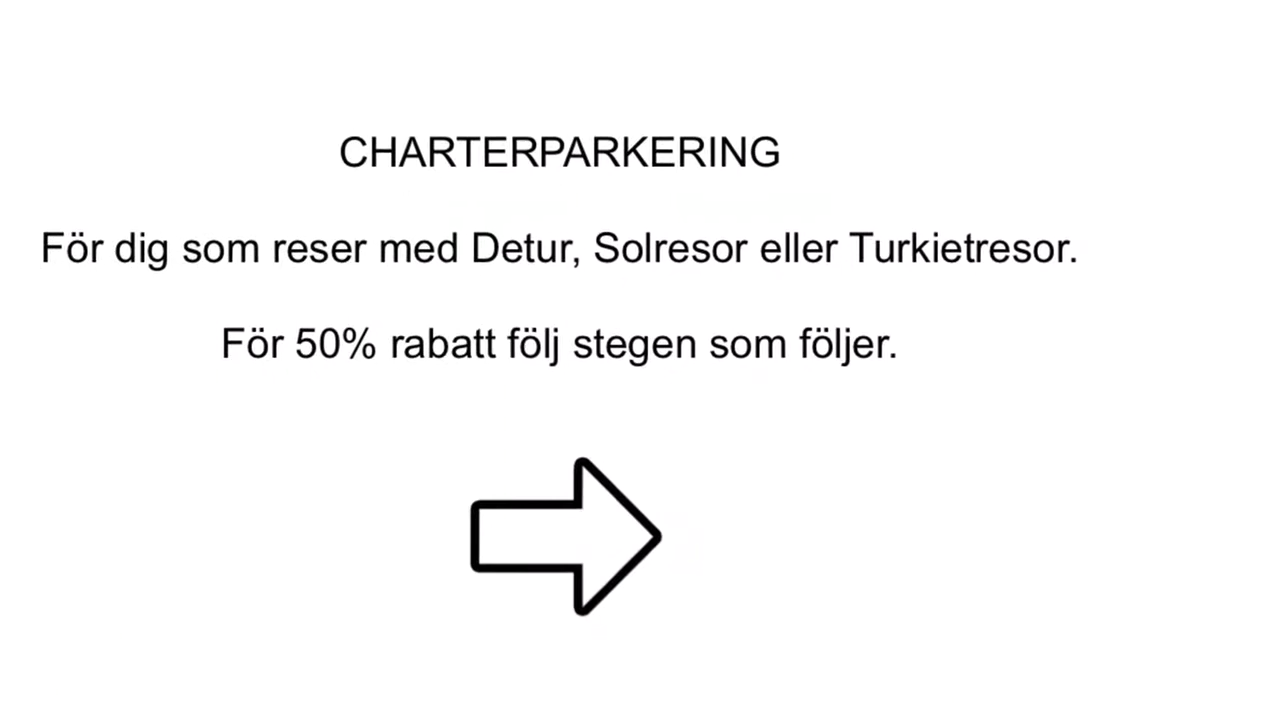 CHARTERPARKERING
För dig som reser med Detur, Solresor eller Turkietresor.
För 50% rabatt följ stegen som följer.